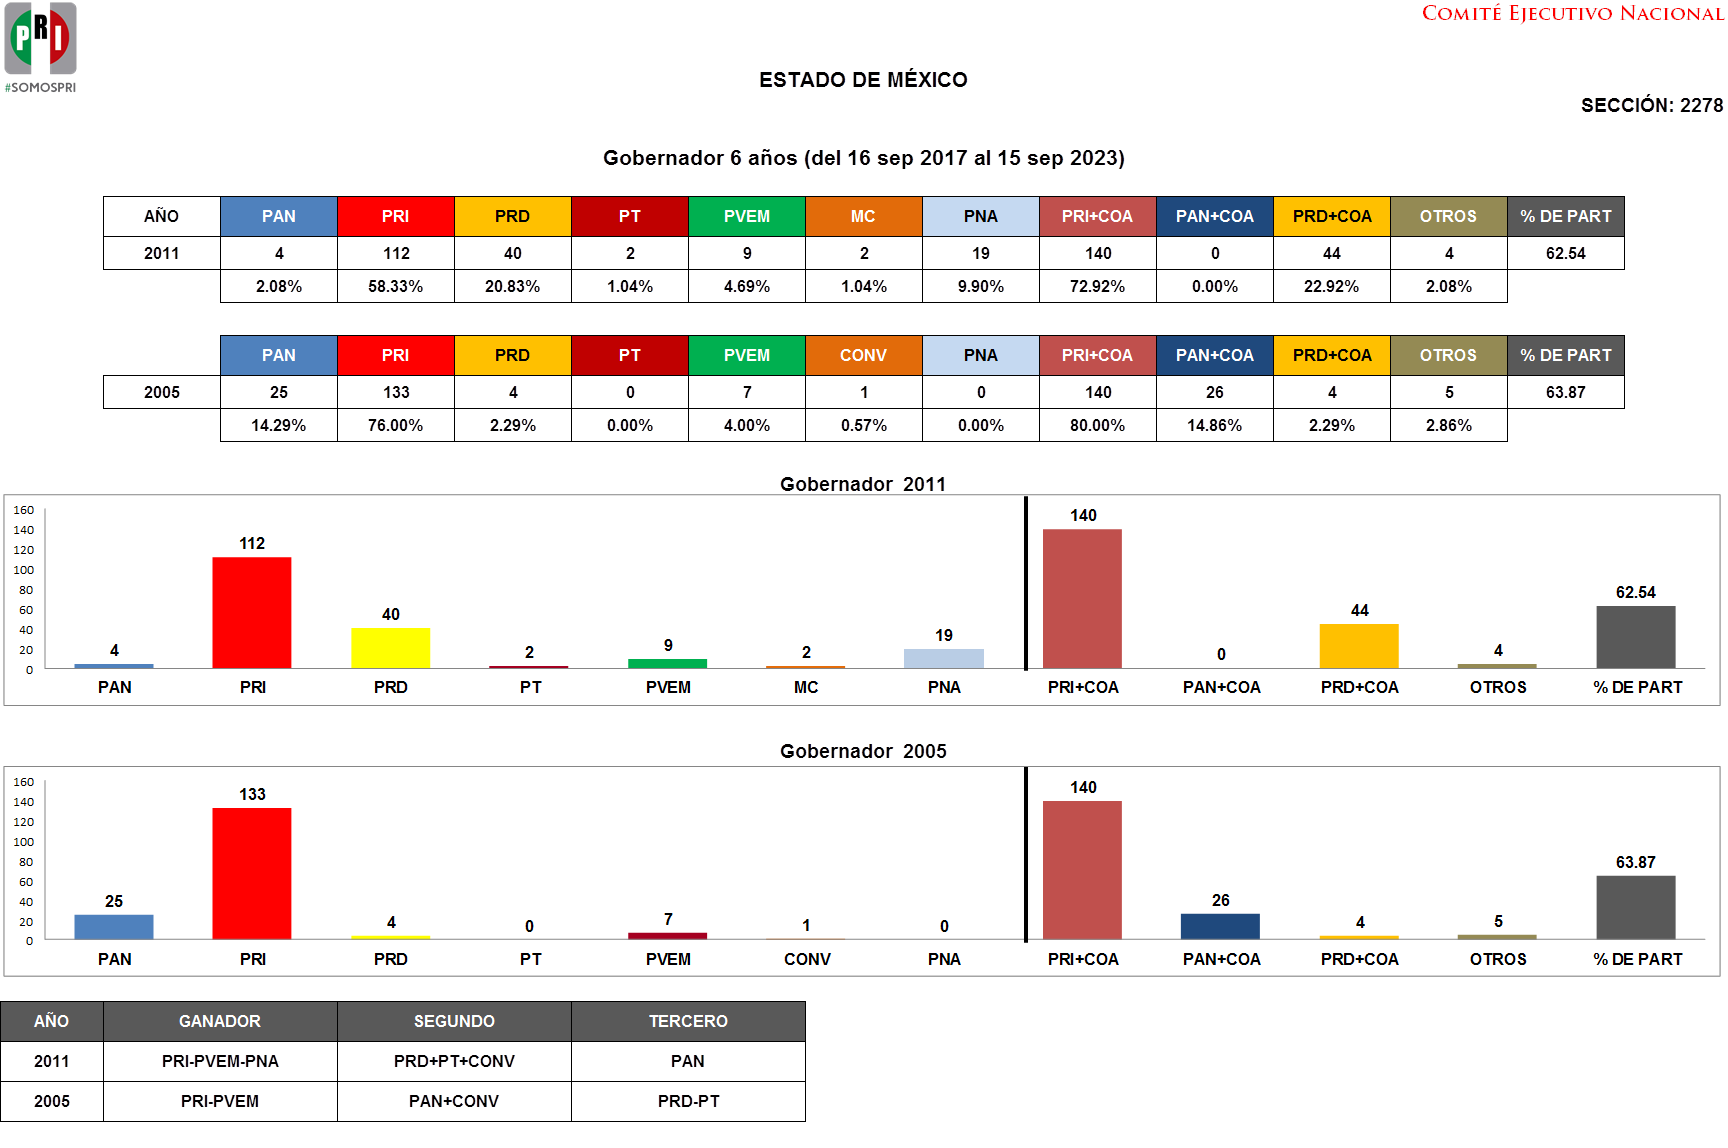 PRI
#SOMOSPRI
COMITÉ EJECUTIVO NACIONAL
ESTADO DE MÉXICO
SECCIÓN: 2278
Gobernador 6 años (del 16 sep 2017 al 15 sep 2023)
AÑO PAN PRI PRD PT PVEM MC PNA PRI+COA PAN+COA PRD+COA OTROS % DE PART
2011 4 112 40 2 9 2 19 140 0 44 4 62.54
2.08% 58.33% 20.83% 1.04% 4.69% 1.04% 9.90% 72.92% 0.00% 22.92% 2.08%
PAN PRI PRD PT PVEM CONV PNA PRI+COA PAN+COA PRD+COA OTROS % DE PART
2005 25 133 4 0 7 1 0 140 26 4 5 63.87
14.29% 76.00% 2.29% 0.00% 4.00% 0.57% 0.00% 80.00% 14.86% 2.29% 2.86%
Gobernador 2011
160
140
120
100
80
60
40
20
0
4 112 40 2 9 2 19 140 0 44 4 62.54
PAN PRI PRD PT PVEM MC PNA PRI+COA PAN+COA PRD+COA OTROS % DE PART
Gobernador 2005
160
140
120
100
80
60
40
20
0
25 133 4 0 7 1 0 140 26 4 5 63.87
PAN PRI PRD PT PVEM CONV PNA PRI+COA PAN+COA PRD+COA OTROS % DE PART
AÑO GANADOR SEGUNDO TERCERO
2011 PRI-PVEM-PNA PRD+PT+CONV PAN
2005 PRI-PVEM PAN+CONV PRD-PT